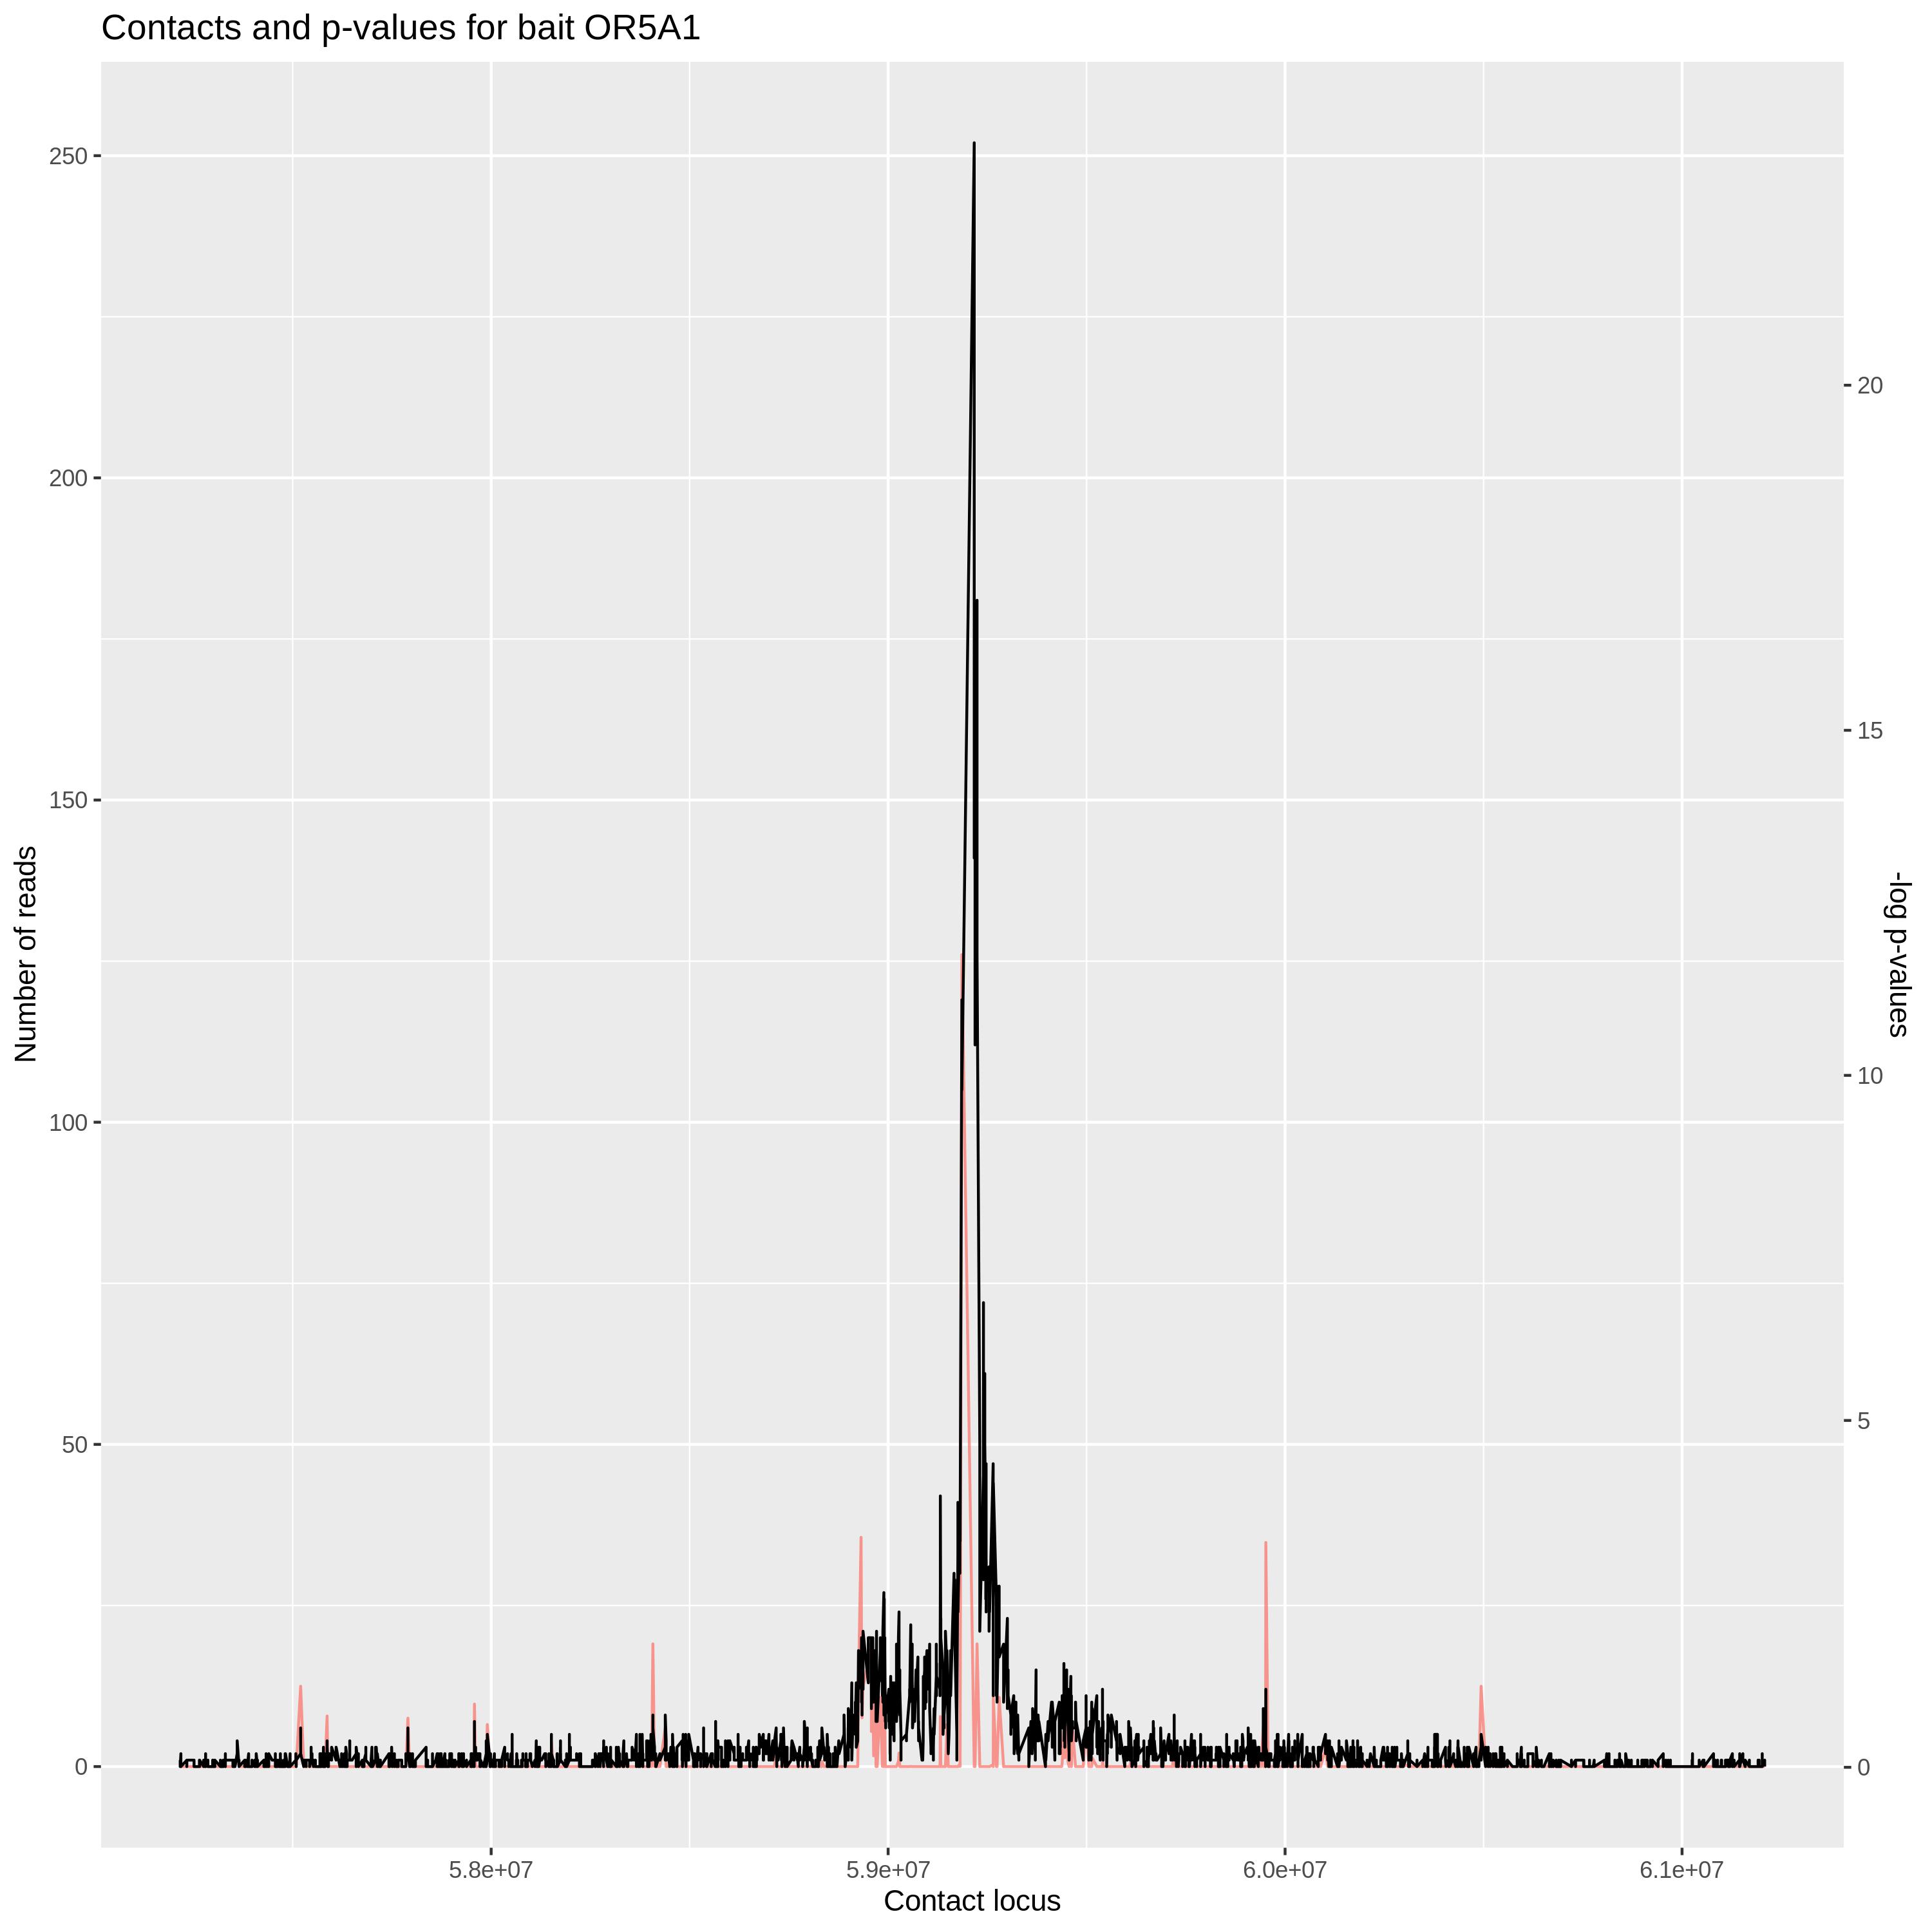 Contacts and p-values for bait OR5A1
250
200
150
100
50
0
Number of reads
20
15
10
5
0
-log p-values
5.8e+07
5.9e+07
6.0e+07
6.1e+07
Contact locus